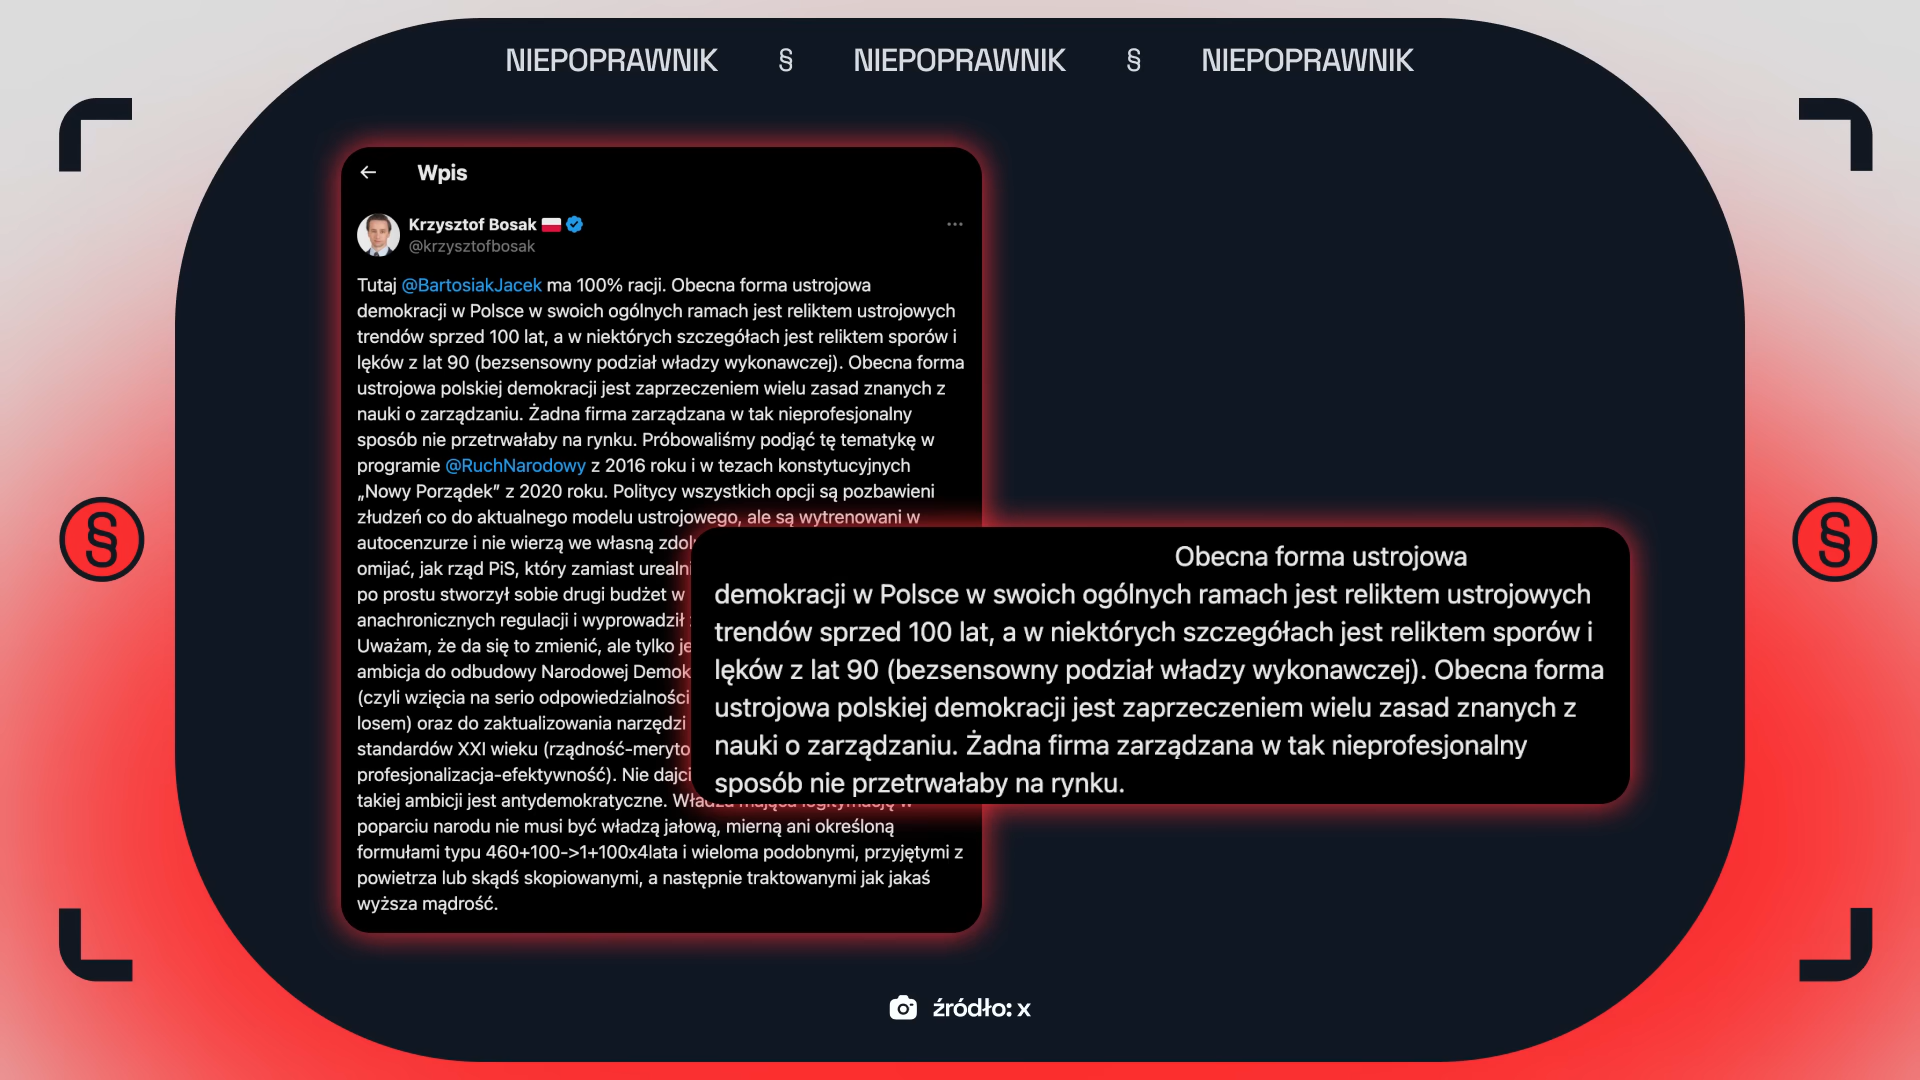 NIEPOPRAWNIK § NIEPOPRAWNIK § NIEPOPRAWNIK
Wpis
Krzysztof Bosak
@krzysztofbosak
Tutaj @BartosiakJacek ma 100% racji. Obecna forma ustrojowa
demokracji w Polsce w swoich ogólnych ramach jest reliktem ustrojowych
trendów sprzed 100 lat, a w niektórych szczegółach jest reliktem sporów i
lęków z lat 90 (bezsensowny podział władzy wykonawczej). Obecna forma
ustrojowa polskiej demokracji jest zaprzeczeniem wielu zasad znanych z
nauki o zarządzaniu. Żadna firma zarządzana w tak nieprofesjonalny
sposób nie przetrwałaby na rynku. Próbowaliśmy podjąć tę tematykę w
programie @RuchNarodowy z 2016 roku i w tezach konstytucyjnych
„Nowy Porządek” z 2020 roku. Politycy wszystkich opcji są pozbawieni
złudzeń co do aktualnego modelu ustrojowego, ale są wytrenowani w
autocenzurze i nie wierzą we własną
omijać, jak rząd PiS, który zamiast
po prostu stworzył sobie drugi budżet w
anachronicznych regulacji i wyprowadził
Uważam, że da się to zmienić, ale tylko
ambicja do odbudowy Narodowej
(czyli wzięcia na serio odpowiedzialności
losem) oraz do zaktualizowania narzędzi
standardów XXI wieku
profesjonalizacja-efektywność). Nie
takiej ambicji jest antydemokratyczne. Władza mająca legitymację w
poparciu narodu nie musi być władzą jałową, mierną ani określoną
formułami typu 460+100->1+100x4lata i wieloma podobnymi, przyjętymi z
powietrza lub skądś skopiowanymi, a następnie traktowanymi jak jakaś
wyższa mądrość.
Obecna forma ustrojowa
demokracji w Polsce w swoich ogólnych ramach jest reliktem ustrojowych
trendów sprzed 100 lat, a w niektórych szczegółach jest reliktem sporów i
lęków z lat 90 (bezsensowny podział władzy wykonawczej). Obecna forma
ustrojowa polskiej demokracji jest zaprzeczeniem wielu zasad znanych z
nauki o zarządzaniu. Żadna firma zarządzana w tak nieprofesjonalny
sposób nie przetrwałaby na rynku.
§
§
źródło: x